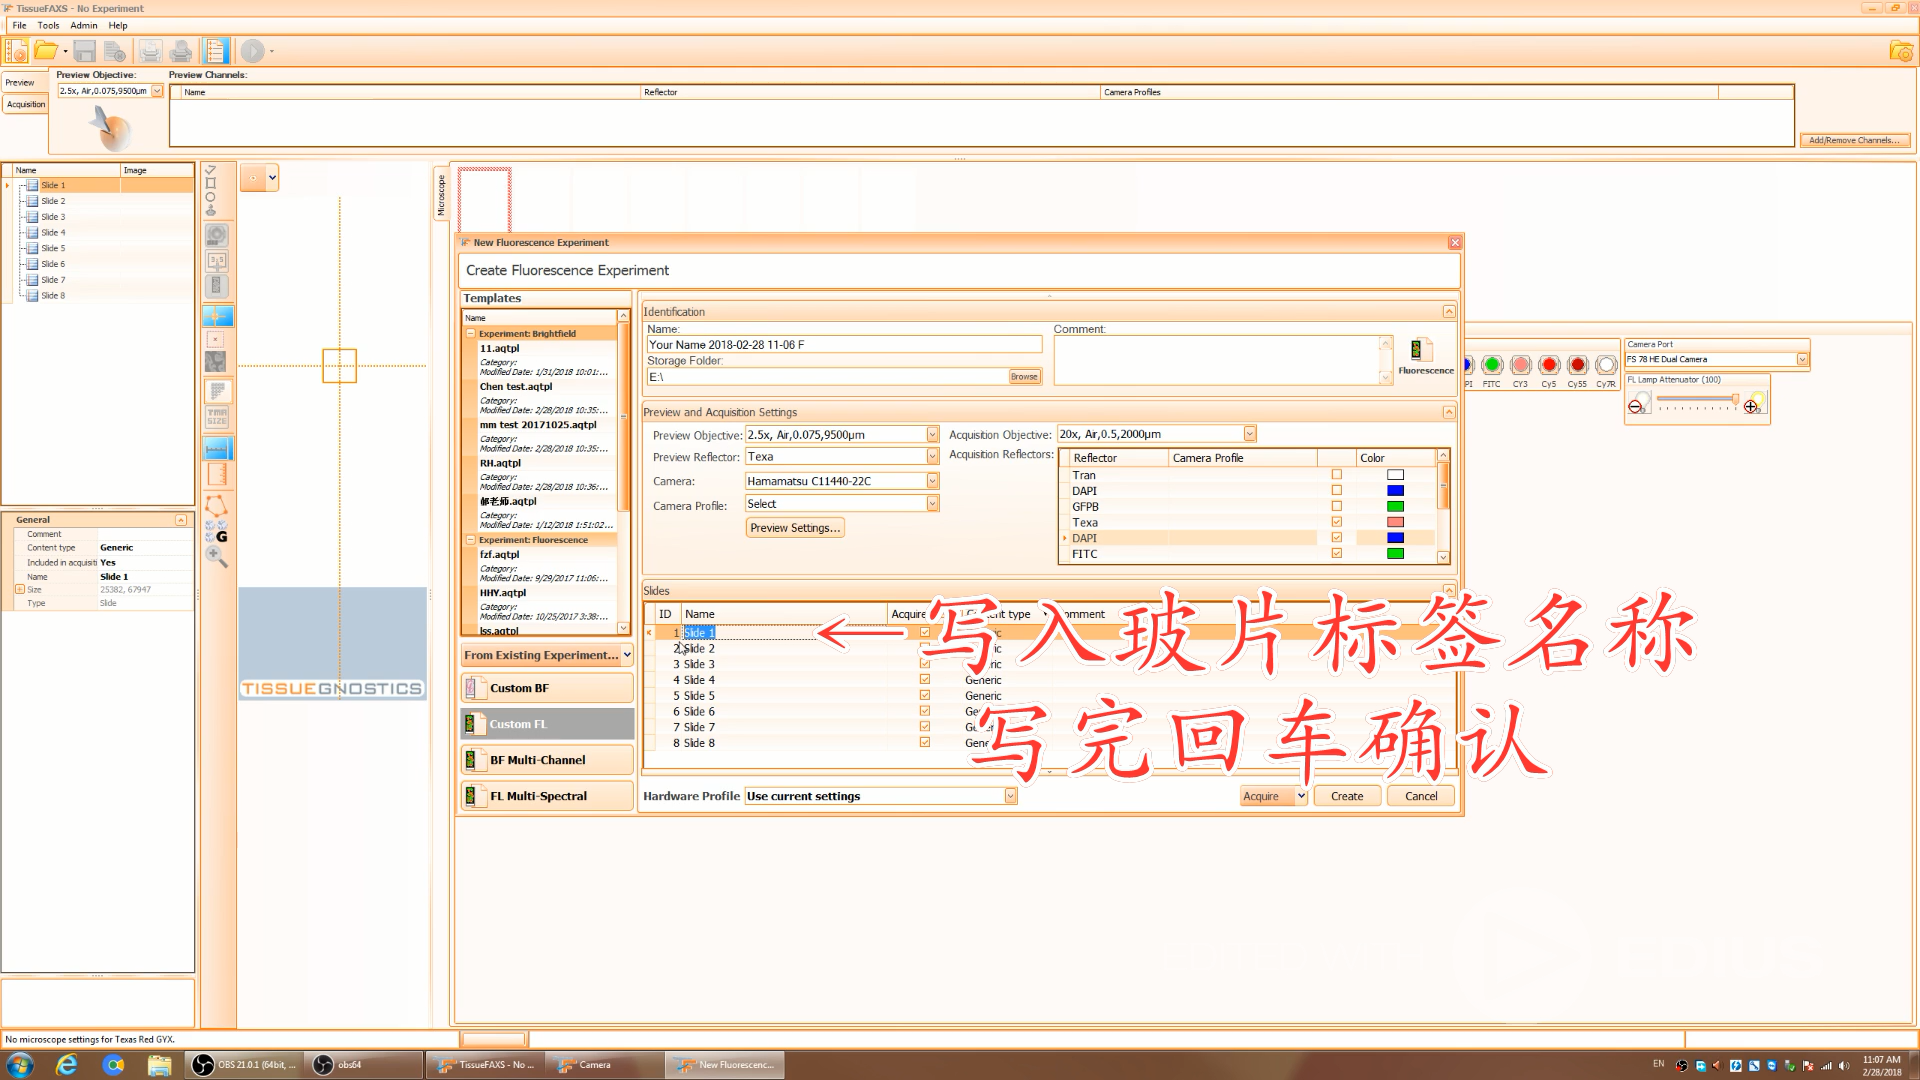 TissueFAXS - No Experiment
File Tools Admin Help
Preview
Acquisition
Preview Objective:
2.5x, Air,0.075,9500µm
Preview Channels:
Name Reflector Camera Profiles
Add/Remove Channels...
Name Image
Slide 1
Slide 2
Slide 3
Slide 4
Slide 5
Slide 6
Slide 7
Slide 8
General
Comment
Content type Generic
Included in acquisiti Yes
Name Slide 1
Size 25382, 67947
Type Slide
TMA SIZE
G
TISSUEGNOSTICS
Microscope
New Fluorescence Experiment
Create Fluorescence Experiment
Templates
Name
Experiment: Brightfield
11.aqtpl
Category:
Modified Date: 1/31/2018 10:01:...
Chen test.aqtpl
Category:
Modified Date: 2/28/2018 10:35:...
mm test 20171025.aqtpl
Category:
Modified Date: 2/28/2018 10:35:...
RH.aqtpl
Category:
Modified Date: 2/28/2018 10:36:...
郝老师.aqtpl
Category:
Modified Date: 1/12/2018 1:51:02...
Experiment: Fluorescence
fzf.aqtpl
Category:
Modified Date: 9/29/2017 11:06:...
HHY.aqtpl
Category:
Modified Date: 10/25/2017 3:38:...
lss.aqtpl
From Existing Experiment...
Custom BF
Custom FL
BF Multi-Channel
FL Multi-Spectral
Identification
Name:
Your Name 2018-02-28 11-06 F
Storage Folder:
E:\ Browse
Comment:
Fluorescence
Preview and Acquisition Settings
Preview Objective: 2.5x, Air,0.075,9500µm
Preview Reflector: Texa
Camera: Hamamatsu C11440-22C
Camera Profile: Select
Preview Settings...
Acquisition Objective: 20x, Air,0.5,2000µm
Acquisition Reflectors:
Reflector Camera Profile Color
Tran
DAPI
GFPB
Texa
DAPI
FITC
Slides
ID Name Acquire Content type Comment
1 Slide 1
2 Slide 2
3 Slide 3
4 Slide 4 Generic
5 Slide 5 Generic
6 Slide 6
7 Slide 7
8 Slide 8
写入玻片标签名称
写完回车确认
Hardware Profile Use current settings
Acquire Create Cancel
FITC CY3 Cy5 Cy55 Cy7R
Camera Port
FS 78 HE Dual Camera
FL Lamp Attenuator (100)
No microscope settings for Texas Red GYX.
OBS 21.0.1 (64bit, ...
obs64
TissueFAXS - No ...
Camera
New Fluorescenc...
EN
11:07 AM
2/28/2018